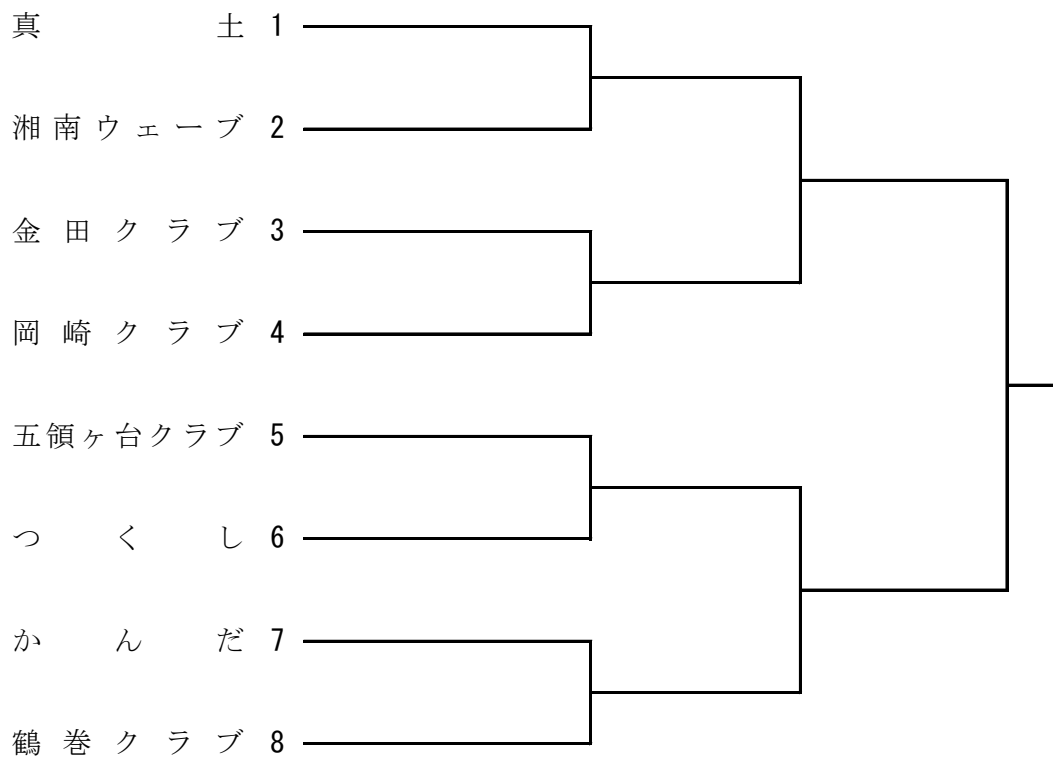 真土 1
湘南ウェーブ 2
金田クラブ 3
岡崎クラブ 4
五領ヶ台クラブ 5
つくし 6
かんだ 7
鶴巻クラブ 8